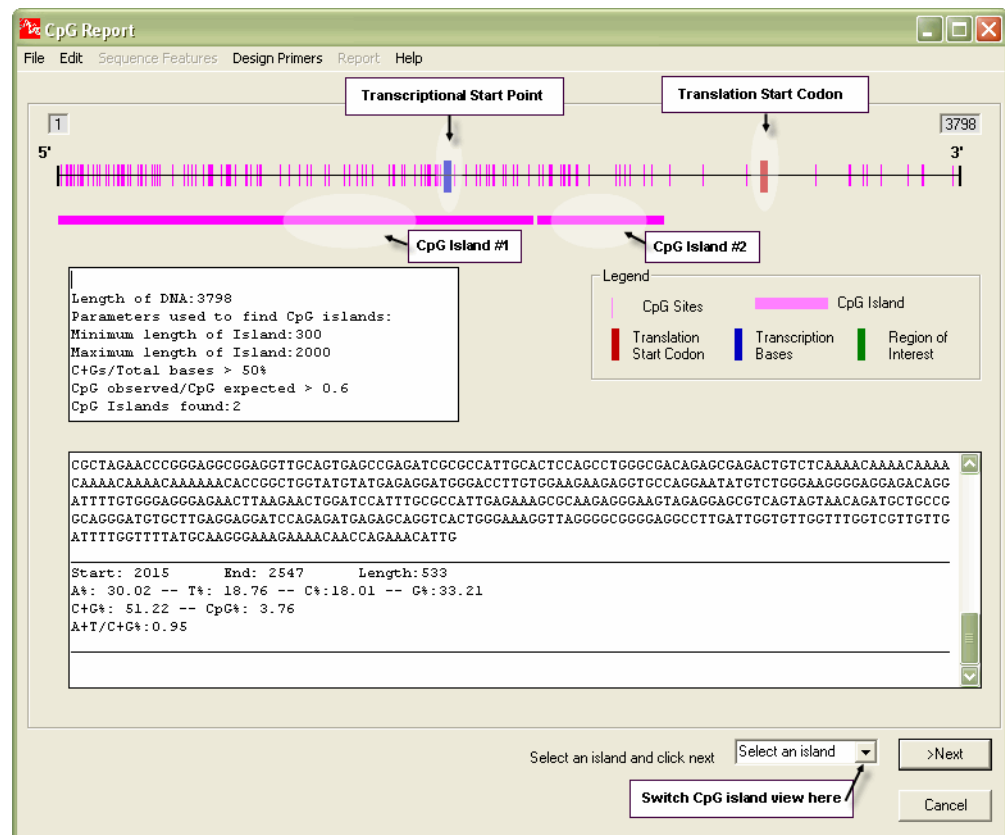 CpG Report
File Edit Sequence Features Design Primers Report Help
Transcriptional Start Point
Translation Start Codon
1
3798
5'
3'
CpG Island #1
CpG Island #2
Length of DNA:3798
Parameters used to find CpG islands:
Minimum length of Island:300
Maximum length of Island:2000
C+Gs/Total bases > 50%
CpG observed/CpG expected > 0.6
CpG Islands found:2
Legend
CpG Sites
CpG Island
Translation Start Codon
Transcription Bases
Region of Interest
CGCTAGAACCCGGGAGGCGGAGGTTGCAGTGAGCCGAGATCGCGCCATTGCACTCCAGCCTGGGCGACAGAGCGAGACTGTCTCAAAACAAAACAAAA
CAAAACAAAACAAAAAACACCGGCTGGTATGTATGAGAGGATGGGACCTTGTGGAAGAAGAGGTGCCAGGAATATGTCTGGGAAGGGGAGGAGACAGG
ATTTTGTGGGAGGGAGAACTTAAGAACTGGATCCATTTGCGCCATTGAGAAAGCGCAAGAGGGAAGTAGAGGAGCGTCAGTAGTAACAGATGCTGCCG
GCAGGGATGTGCTTGAGGAGGATCCAGAGATGAGAGCAGGTCACTGGGAAAGGTTAGGGGCGGGGAGGCCTTGATTGGTGTTGGTTTGGTCGTTGTTG
ATTTTGGTTTTATGCAAGGGAAAGAAAACAACCAGAAACATTG
Start: 2015 End: 2547 Length:533
A%: 30.02 -- T%: 18.76 -- C%:18.01 -- G%:33.21
C+G%: 51.22 -- CpG%: 3.76
A+T/C+G%:0.95
Select an island and click next
Select an island
>Next
Switch CpG island view here
Cancel